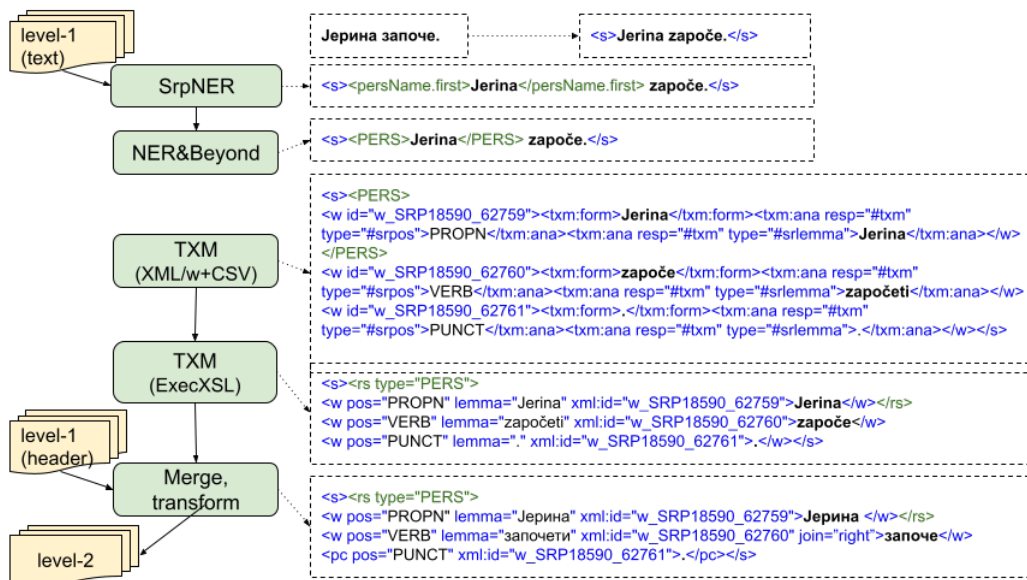 level-1
(text)
Јерина започе.
<s>Jerina započe.</s>
SrpNER
<s><persName.first>Jerina</persName.first> započe.</s>
NER&Beyond
<s><PERS>Jerina</PERS> započe.</s>
TXM
(XML/w+CSV)
<s><PERS>
<w id="w_SRP18590_62759"><txm:form>Jerina</txm:form><txm:ana resp="#txm"
type="#srpos">PROPN</txm:ana><txm:ana resp="#txm" type="#srlemma">Jerina</txm:ana></w>
</PERS>
<w id="w_SRP18590_62760"><txm:form>započe</txm:form><txm:ana resp="#txm"
type="#srpos">VERB</txm:ana><txm:ana resp="#txm" type="#srlemma">započeti</txm:ana></w>
<w id="w_SRP18590_62761"><txm:form>.</txm:form><txm:ana resp="#txm"
type="#srpos">PUNCT</txm:ana><txm:ana resp="#txm" type="#srlemma">.</txm:ana></w></s>
TXM
(ExecXSL)
<s><rs type="PERS">
<w pos="PROPN" lemma="Jerina" xml:id="w_SRP18590_62759">Jerina</w></rs>
<w pos="VERB" lemma="započeti" xml:id="w_SRP18590_62760">započe</w>
<w pos="PUNCT" lemma="." xml:id="w_SRP18590_62761">.</w></s>
level-1
(header)
Merge,
transform
<s><rs type="PERS">
<w pos="PROPN" lemma="Јерина" xml:id="w_SRP18590_62759">Јерина </w></rs>
<w pos="VERB" lemma="започети" xml:id="w_SRP18590_62760" join="right">започе</w>
<pc pos="PUNCT" xml:id="w_SRP18590_62761">.</pc></s>
level-2